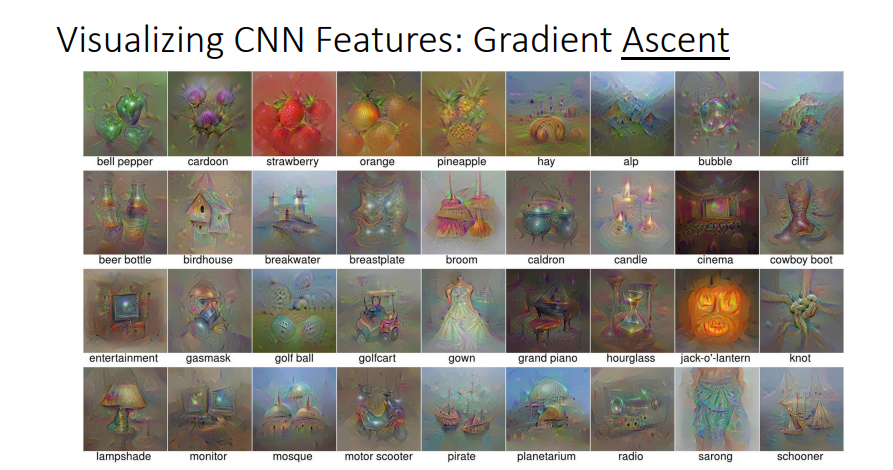 Visualizing CNN Features: Gradient Ascent
bell pepper cardoon strawberry orange pineapple hay alp bubble cliff
beer bottle birdhouse breakwater breastplate broom caldron candle cinema cowboy boot
entertainment gasmask golf ball golfcart gown grand piano hourglass jack-o'-lantern knot
lampshade monitor mosque motor scooter pirate planetarium radio sarong schooner